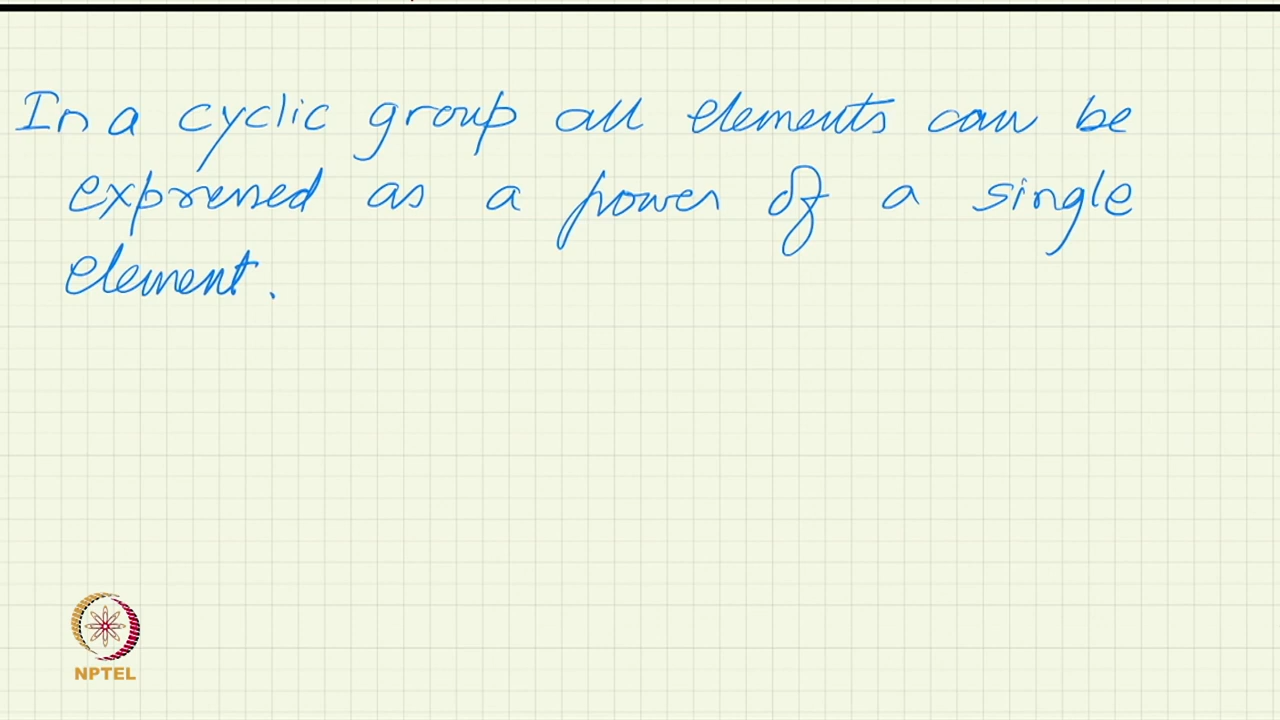 In a cyclic group all elements can be
expressed as a power of a single
element.
NPTEL